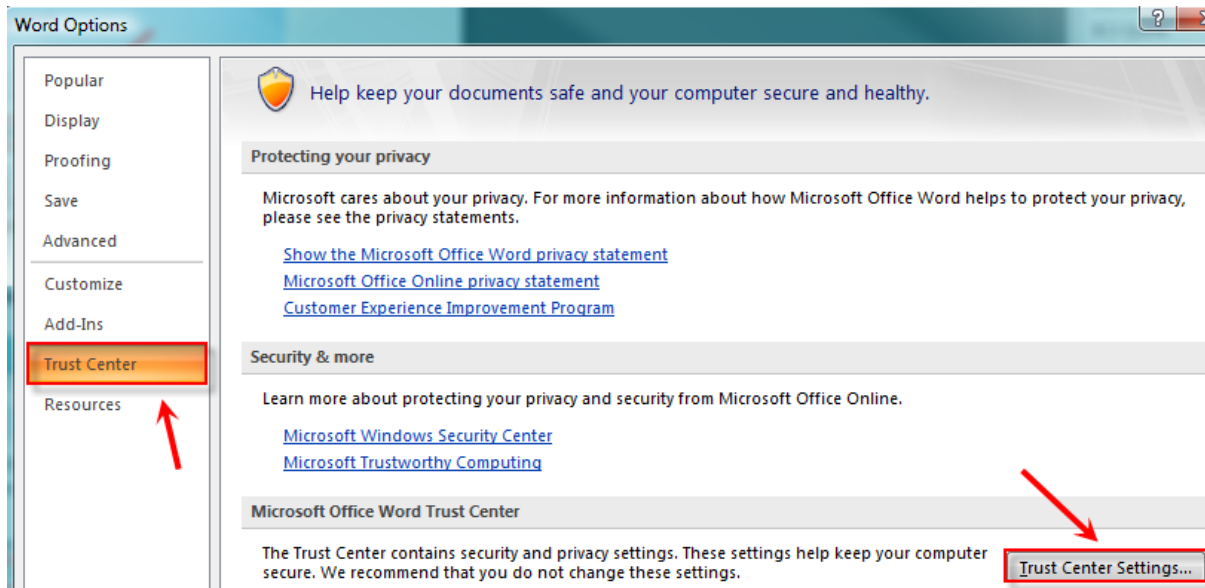 Word Options
?
Popular
Display
Proofing
Save
Advanced
Customize
Add-Ins
Trust Center
Resources
Help keep your documents safe and your computer secure and healthy.
Protecting your privacy
Microsoft cares about your privacy. For more information about how Microsoft Office Word helps to protect your privacy,
please see the privacy statements.
Show the Microsoft Office Word privacy statement
Microsoft Office Online privacy statement
Customer Experience Improvement Program
Security & more
Learn more about protecting your privacy and security from Microsoft Office Online.
Microsoft Windows Security Center
Microsoft Trustworthy Computing
Microsoft Office Word Trust Center
The Trust Center contains security and privacy settings. These settings help keep your computer
secure. We recommend that you do not change these settings.
Trust Center Settings...